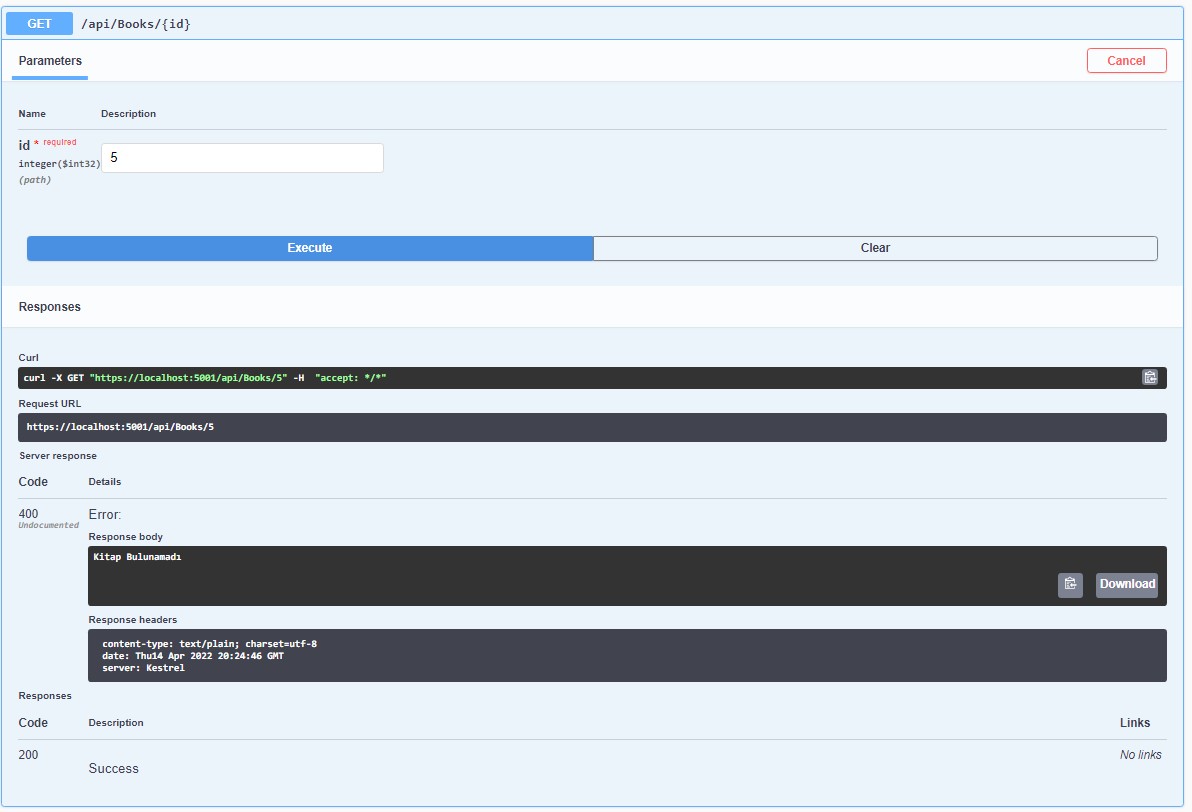 GET /api/Books/{id}
Parameters Cancel
Name Description
id * required
integer($int32)
(path)
5
Execute Clear
Responses
Curl
curl -X GET "https://localhost:5001/api/Books/5" -H  "accept: */*"
Request URL
https://localhost:5001/api/Books/5
Server response
Code Details
400
Undocumented
Error:
Response body
Kitap Bulunamadı
Download
Response headers
content-type: text/plain; charset=utf-8
date: Thu14 Apr 2022 20:24:46 GMT
server: Kestrel
Responses
Code Description Links
200 No links
Success